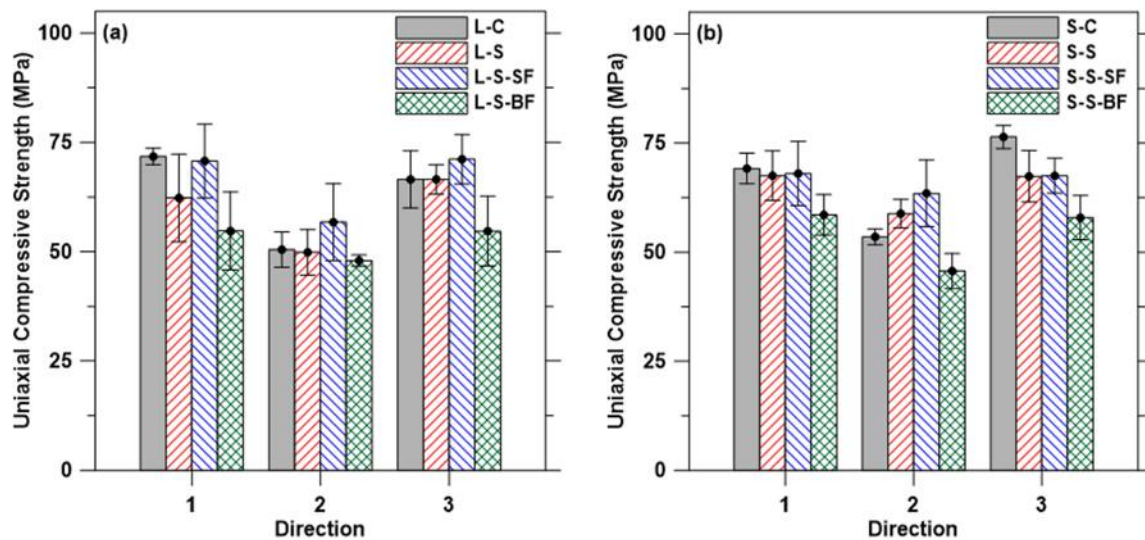 (a)
L-C
L-S
L-S-SF
L-S-BF
Uniaxial Compressive Strength (MPa)
100
75
50
25
0
1 2 3
Direction
(b)
S-C
S-S
S-S-SF
S-S-BF
Uniaxial Compressive Strength (MPa)
100
75
50
25
0
1 2 3
Direction